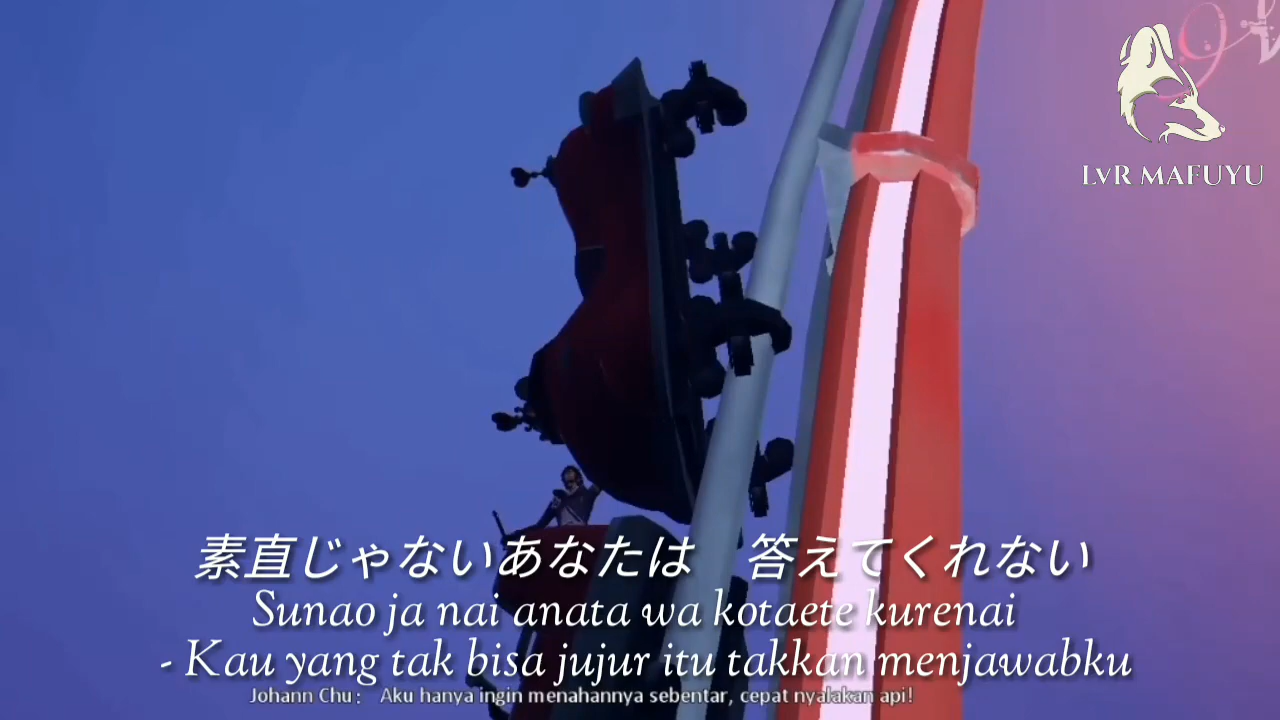 LvR MAFUYU
素直じゃないあなたは　答えてくれない
Sunao ja nai anata wa kotaete kurenai
- Kau yang tak bisa jujur itu takkan menjawabku
Johann Chu： Aku hanya ingin menahannya sebentar, cepat nyalakan api!